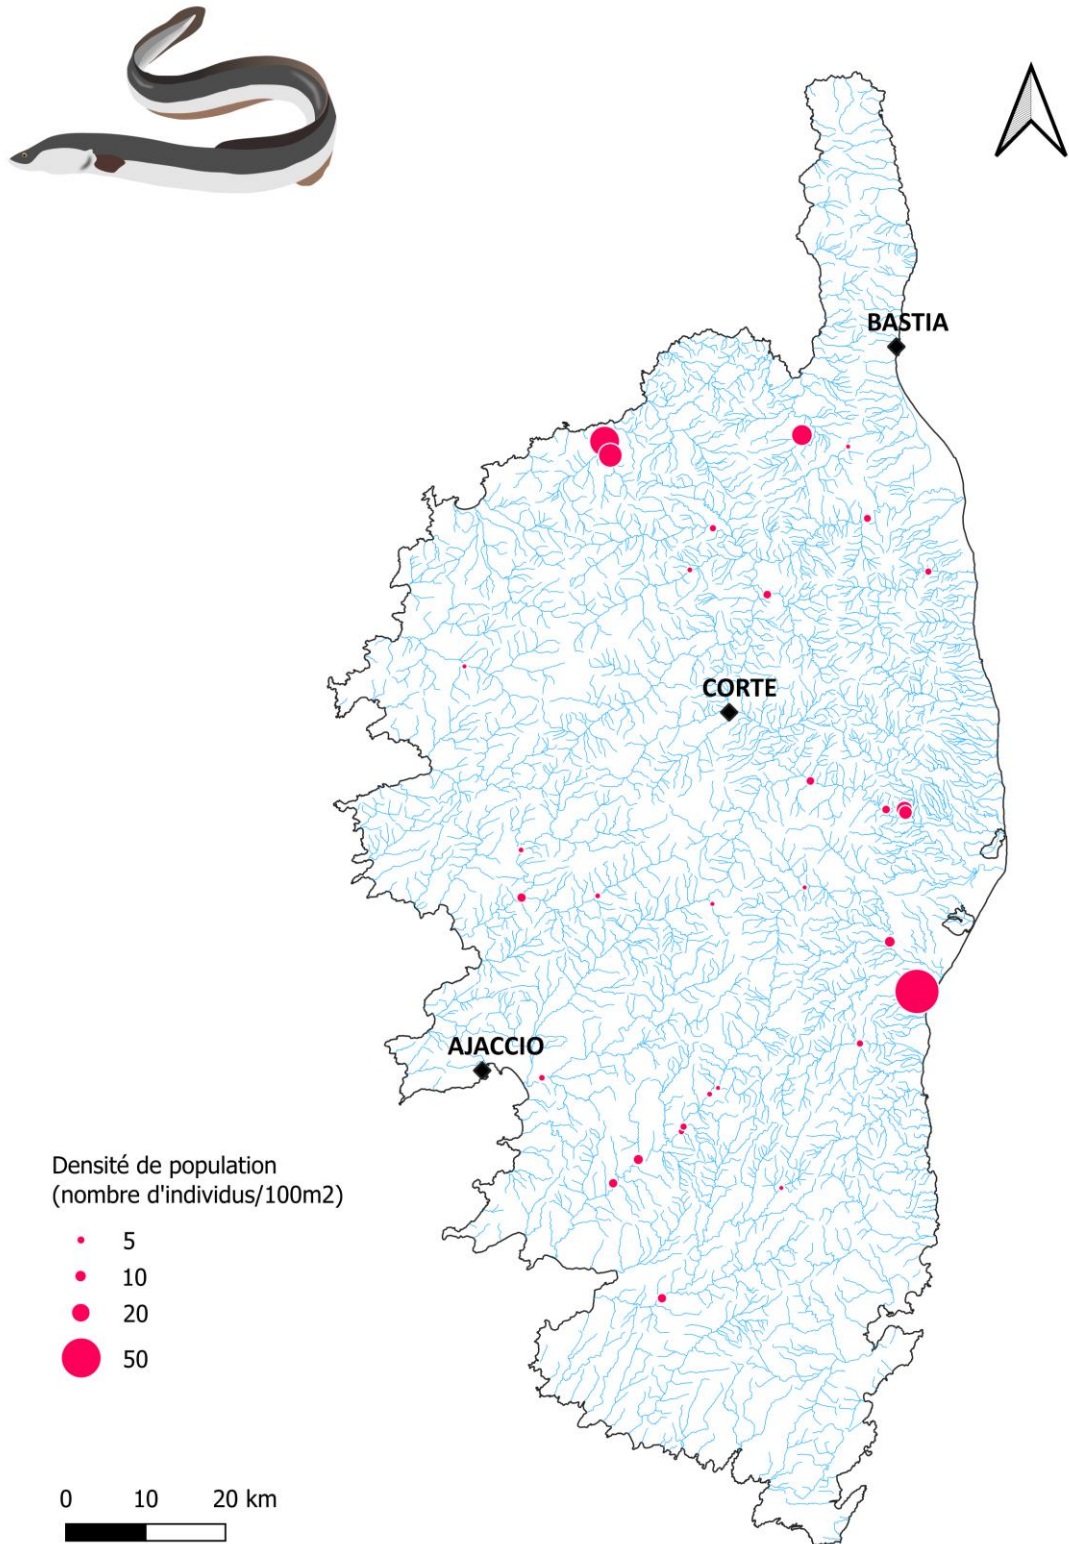 BASTIA
CORTE
AJACCIO
Densité de population
(nombre d'individus/100m2)
5
10
20
50
0 10 20 km